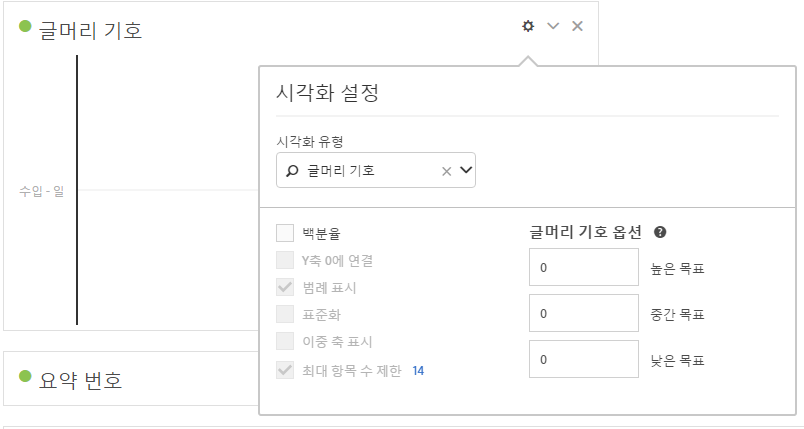 글머리 기호
시각화 설정
시각화 유형
글머리 기호
수입 - 일
백분율
Y축 0에 연결
범례 표시
표준화
이중 축 표시
최대 항목 수 제한 14
글머리 기호 옵션
0 높은 목표
0 중간 목표
0 낮은 목표
요약 번호